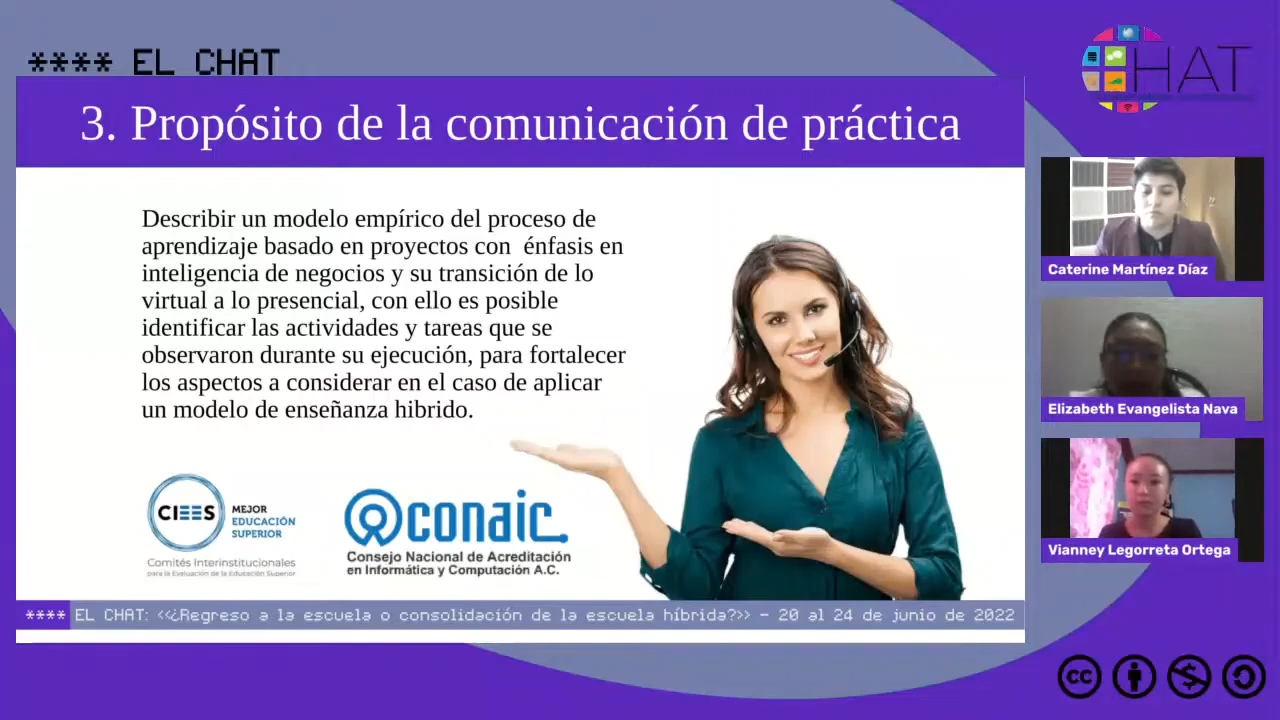 **** EL CHAT
HAT
3. Propósito de la comunicación de práctica
Describir un modelo empírico del proceso de
aprendizaje basado en proyectos con énfasis en
inteligencia de negocios y su transición de lo
virtual a lo presencial, con ello es posible
identificar las actividades y tareas que se
observaron durante su ejecución, para fortalecer
los aspectos a considerar en el caso de aplicar
un modelo de enseñanza hibrido.
CIEES
MEJOR
EDUCACIÓN
SUPERIOR
Comités Interinstitucionales
para la Evaluación de la Educación Superior
conaic
Consejo Nacional de Acreditación
en Informática y Computación A.C.
**** EL CHAT: <<¿Regreso a la escuela o consolidación de la escuela híbrida?>> – 20 al 24 de junio de 2022
Caterine Martínez Díaz
Elizabeth Evangelista Nava
Vianney Legorreta Ortega
cc